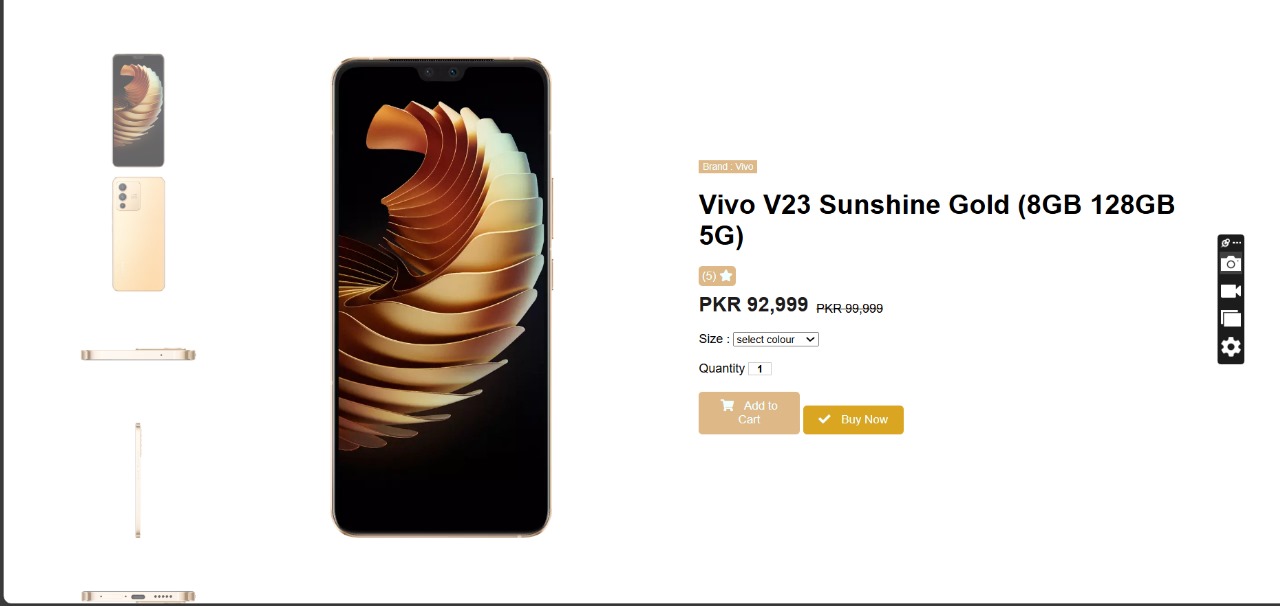 Brand : Vivo
Vivo V23 Sunshine Gold (8GB 128GB
5G)
(5)
PKR 92,999 PKR 99,999
Size : select colour
Quantity 1
Add to
Cart
Buy Now